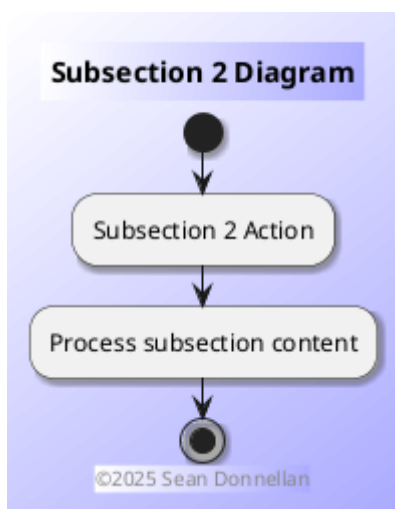 Subsection 2 Diagram
Subsection 2 Action
Process subsection content
©2025 Sean Donnellan